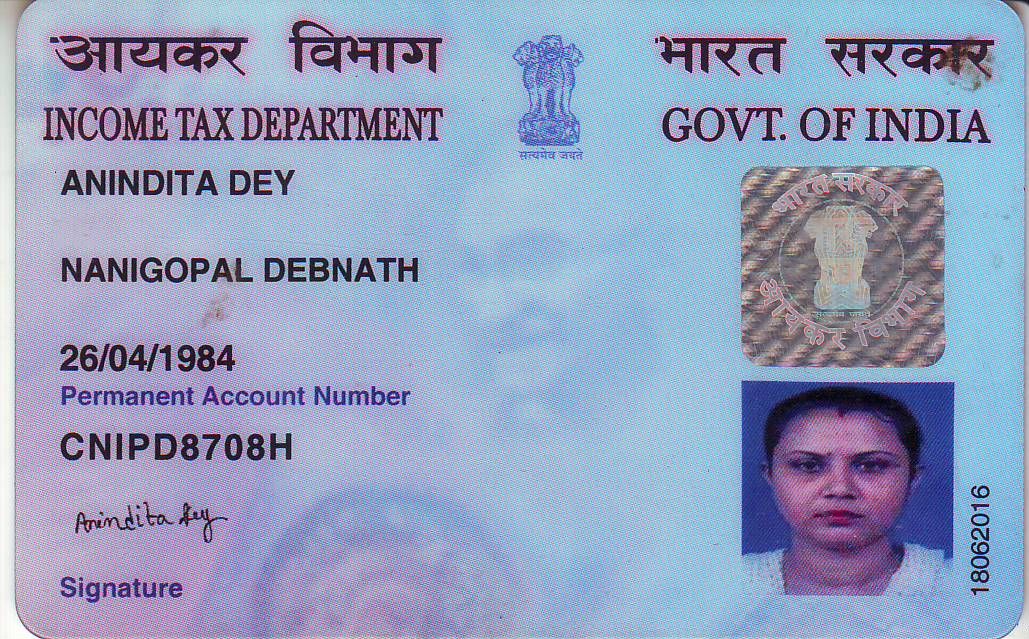 आयकर विभाग
INCOME TAX DEPARTMENT
सत्यमेव जयते
भारत सरकार
GOVT. OF INDIA
ANINDITA DEY
NANIGOPAL DEBNATH
26/04/1984
Permanent Account Number
CNIPD8708H
Anindita Dey
Signature
भारत सरकार
सत्यमेव जयते
आयकर विभाग
18062016